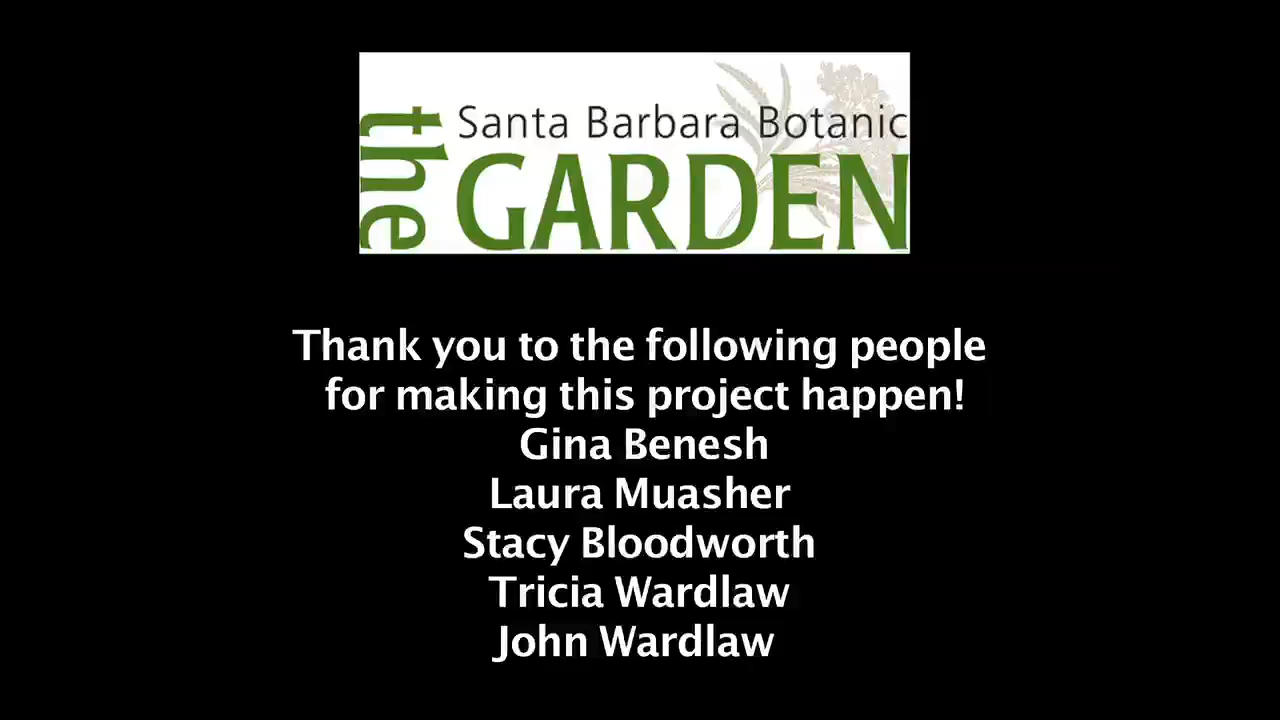 the
Santa Barbara Botanic
GARDEN
Thank you to the following people
for making this project happen!
Gina Benesh
Laura Muasher
Stacy Bloodworth
Tricia Wardlaw
John Wardlaw